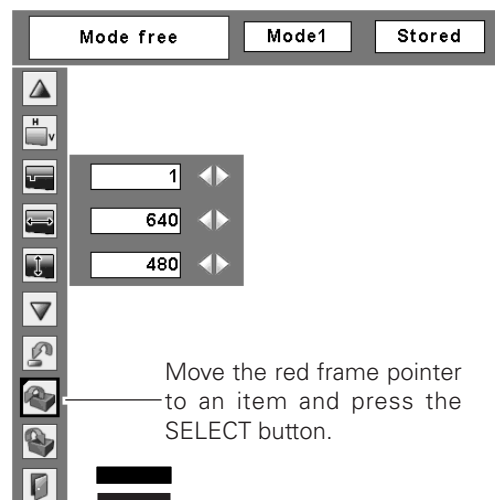 Mode free Mode1 Stored
H
V
1
640
480
Move the red frame pointer
to an item and press the
SELECT button.